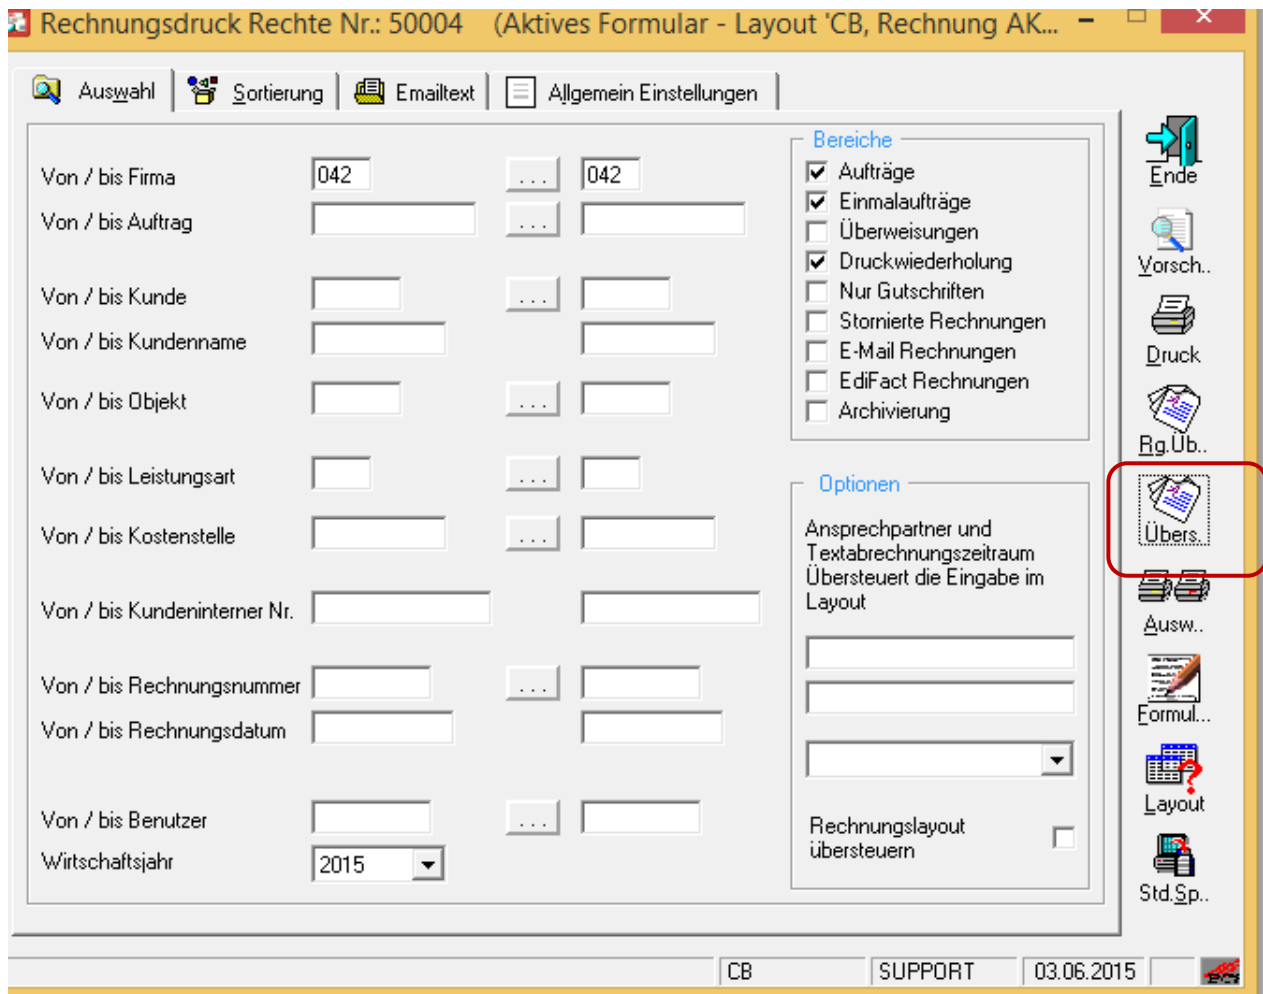 Rechnungsdruck Rechte Nr.: 50004 (Aktives Formular - Layout 'CB, Rechnung AK...
Auswahl
Sortierung
Emailtext
Allgemein Einstellungen
Von / bis Firma
042
...
042
Von / bis Auftrag
...
Von / bis Kunde
...
Von / bis Kundenname
Von / bis Objekt
...
Von / bis Leistungsart
...
Von / bis Kostenstelle
...
Von / bis Kundeninterner Nr.
Von / bis Rechnungsnummer
...
Von / bis Rechnungsdatum
Von / bis Benutzer
...
Wirtschaftsjahr
2015
Bereiche
Aufträge
Einmalaufträge
Überweisungen
Druckwiederholung
Nur Gutschriften
Stornierte Rechnungen
E-Mail Rechnungen
EdiFact Rechnungen
Archivierung
Optionen
Ansprechpartner und
Textabrechnungszeitraum
Übersteuert die Eingabe im
Layout
Rechnungslayout
übersteuern
Ende
Vorsch..
Druck
Rg.Üb..
Übers..
Ausw..
Formul...
Layout
Std.Sp..
CB
SUPPORT
03.06.2015